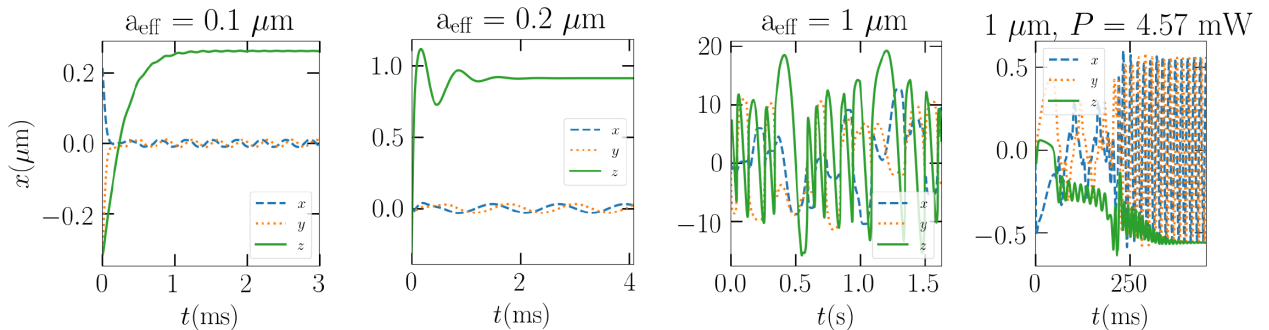 a_eff = 0.1 μm
a_eff = 0.2 μm
a_eff = 1 μm
1 μm, P = 4.57 mW
x(μm)
0.2
0.0
−0.2
0
1
2
3
t(ms)
x
y
z
1.0
0.5
0.0
0
2
4
t(ms)
x
y
z
20
10
0
−10
0.0
0.5
1.0
1.5
t(s)
x
y
z
0.5
0.0
−0.5
0
250
t(ms)
x
y
z